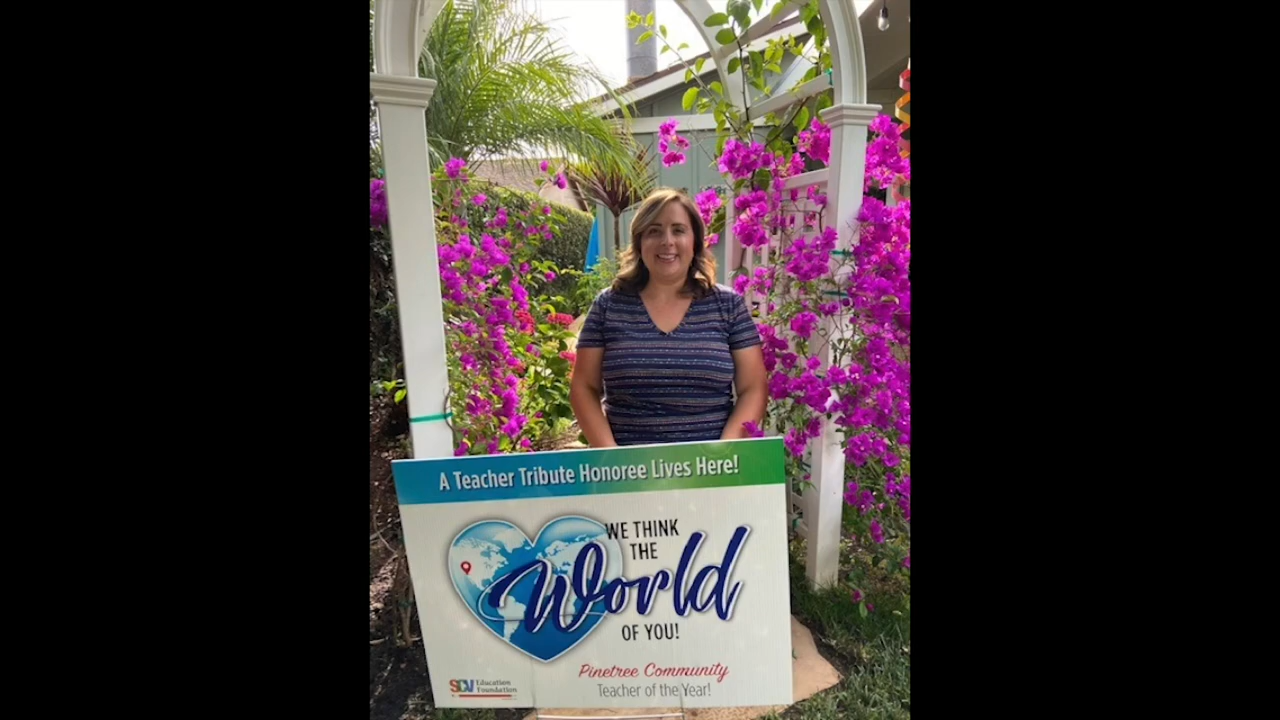 A Teacher Tribute Honoree Lives Here!
WE THINK
THE
World
OF YOU!
Pinetree Community
Teacher of the Year!
SCV Education
Foundation